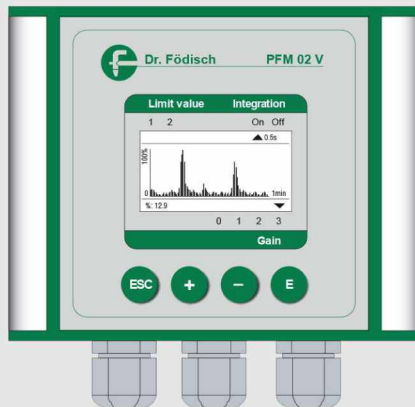 Dr. Födisch PFM 02 V
Limit value Integration
1 2 On Off
0.5s
100%
0 1min
%: 12.9
0 1 2 3
Gain
ESC + − E